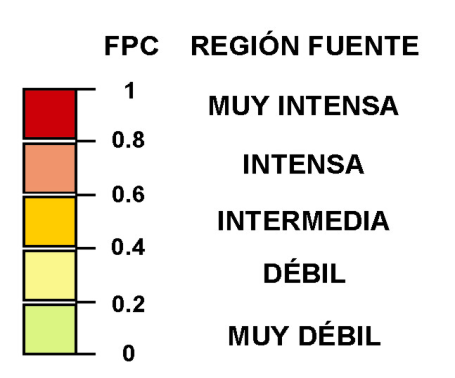 FPC REGIÓN FUENTE
1
MUY INTENSA
0.8
INTENSA
0.6
INTERMEDIA
0.4
DÉBIL
0.2
MUY DÉBIL
0